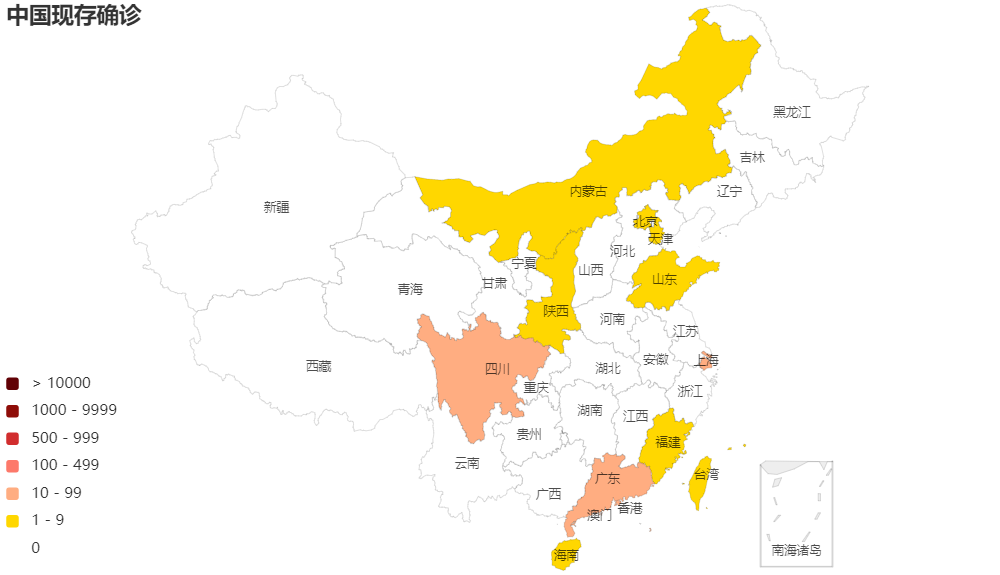 中国现存确诊
黑龙江
吉林
辽宁
内蒙古
新疆
北京
天津
河北
宁夏
山西
山东
甘肃
青海
陕西
河南
江苏
上海
安徽
西藏
四川
湖北
重庆
浙江
湖南
江西
贵州
福建
云南
台湾
广东
广西
香港
澳门
南海诸岛
海南
> 10000
1000 - 9999
500 - 999
100 - 499
10 - 99
1 - 9
0